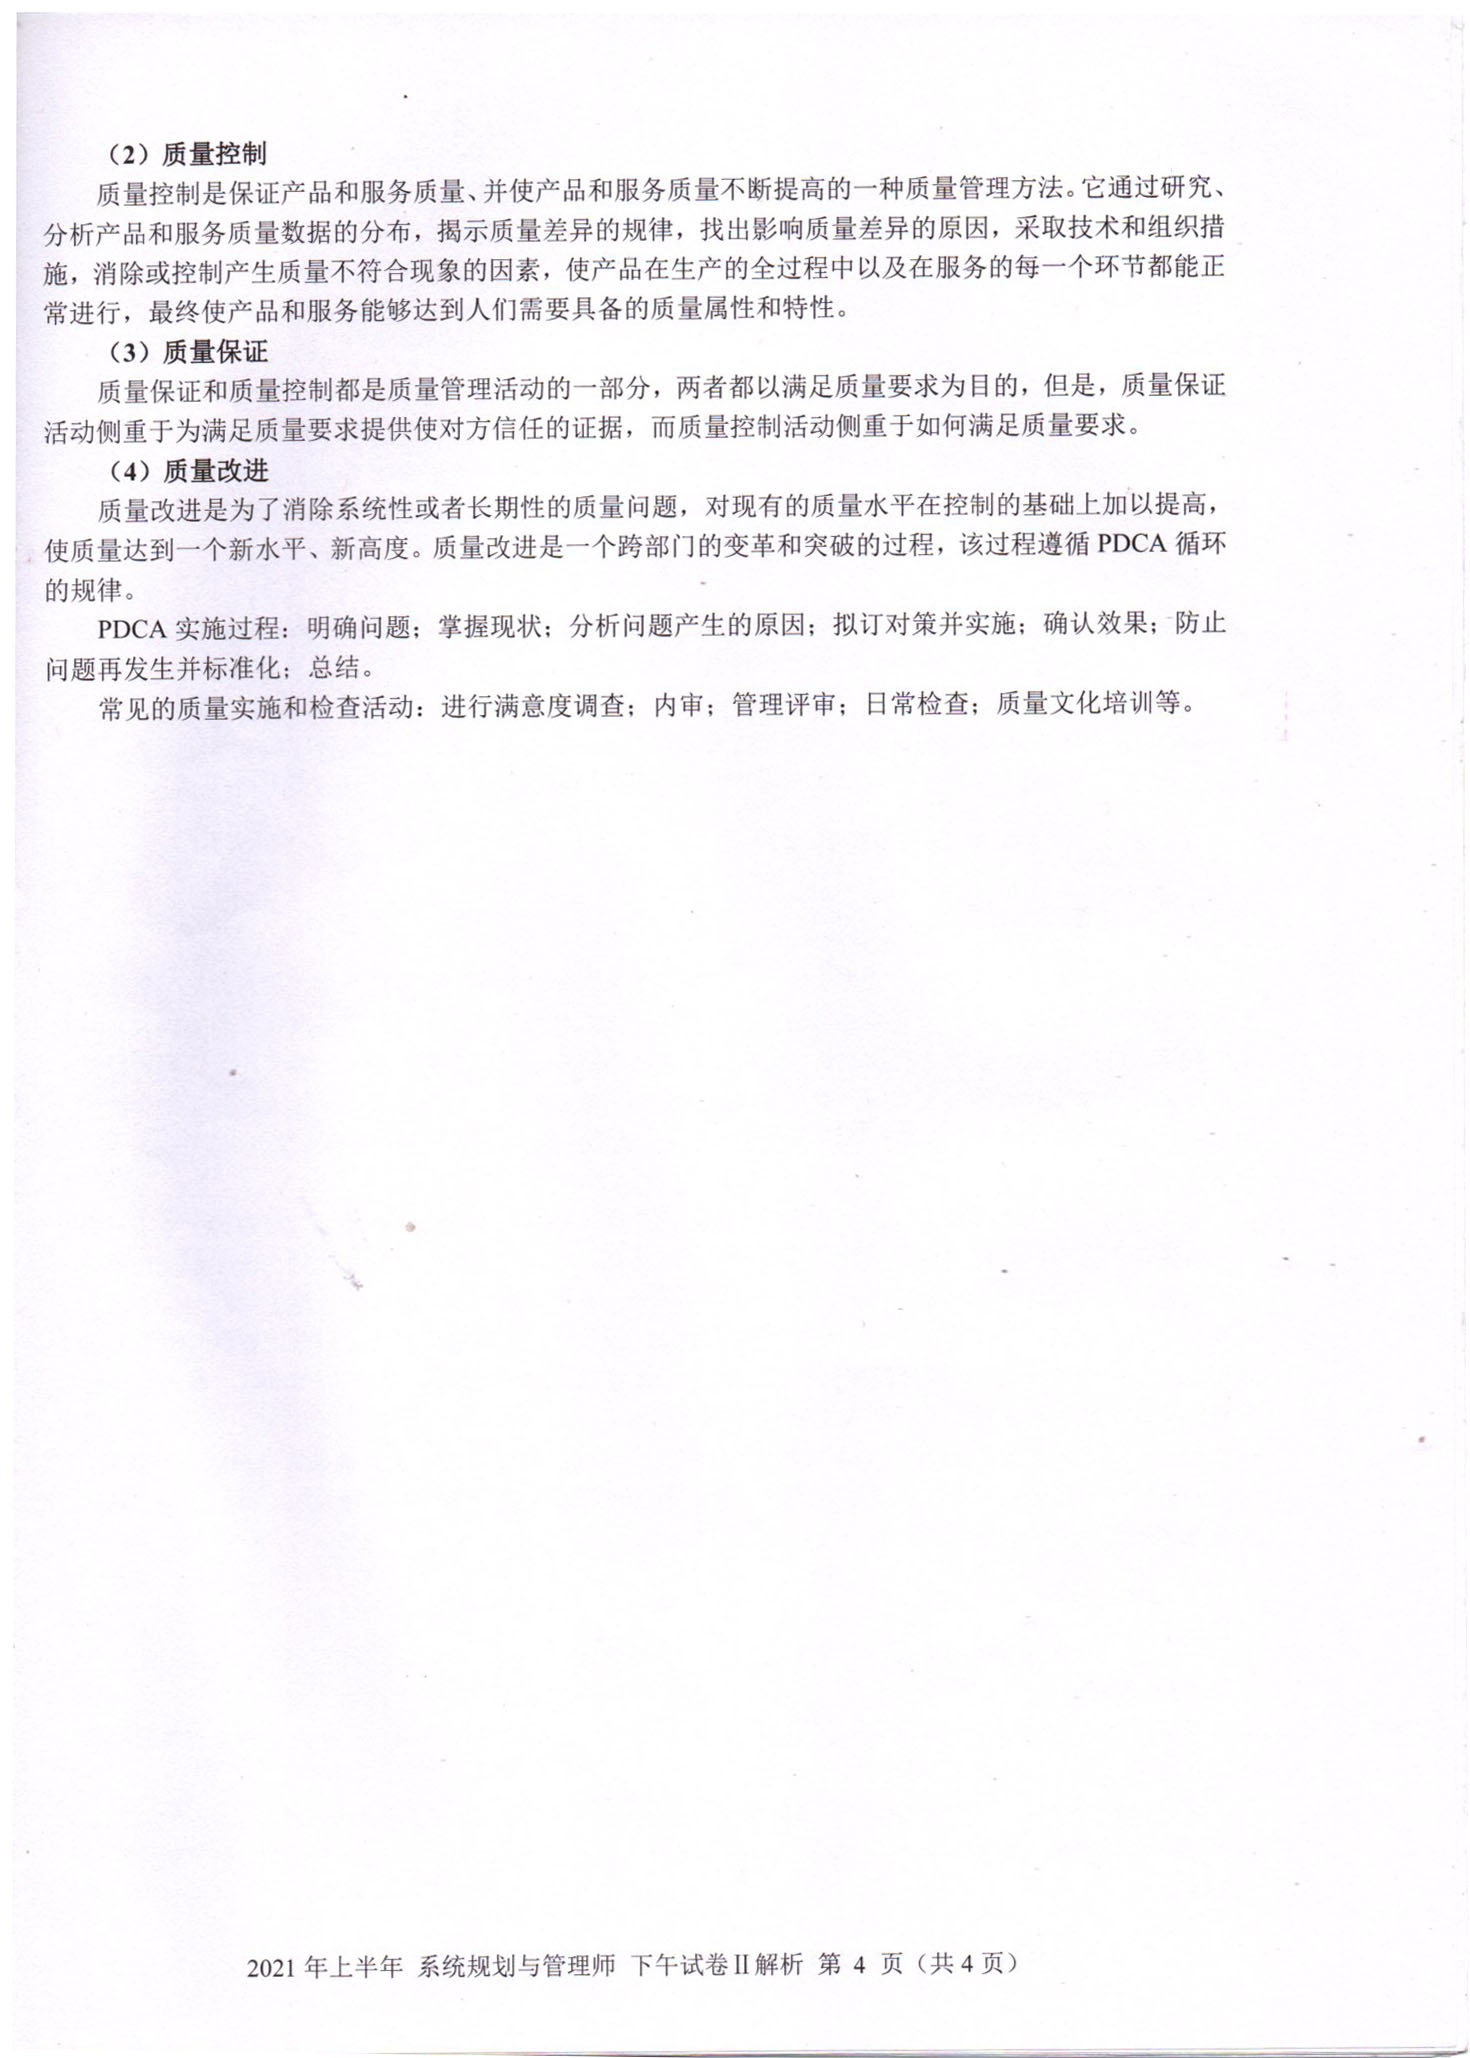 （2）质量控制
质量控制是保证产品和服务质量、并使产品和服务质量不断提高的一种质量管理方法。它通过研究、
分析产品和服务质量数据的分布，揭示质量差异的规律，找出影响质量差异的原因，采取技术和组织措
施，消除或控制产生质量不符合现象的因素，使产品在生产的全过程中以及在服务的每一个环节都能正
常进行，最终使产品和服务能够达到人们需要具备的质量属性和特性。
（3）质量保证
质量保证和质量控制都是质量管理活动的一部分，两者都以满足质量要求为目的，但是，质量保证
活动侧重于为满足质量要求提供使对方信任的证据，而质量控制活动侧重于如何满足质量要求。
（4）质量改进
质量改进是为了消除系统性或者长期性的质量问题，对现有的质量水平在控制的基础上加以提高，
使质量达到一个新水平、新高度。质量改进是一个跨部门的变革和突破的过程，该过程遵循 PDCA 循环
的规律。
PDCA 实施过程：明确问题；掌握现状；分析问题产生的原因；拟订对策并实施；确认效果；防止
问题再发生并标准化；总结。
常见的质量实施和检查活动：进行满意度调查；内审；管理评审；日常检查；质量文化培训等。
2021 年上半年 系统规划与管理师 下午试卷Ⅱ解析 第 4 页（共 4 页）